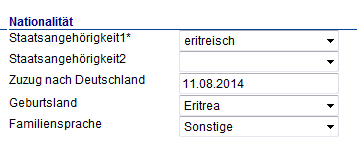 Nationalität
Staatsangehörigkeit1* eritreisch
Staatsangehörigkeit2
Zuzug nach Deutschland 11.08.2014
Geburtsland Eritrea
Familiensprache Sonstige